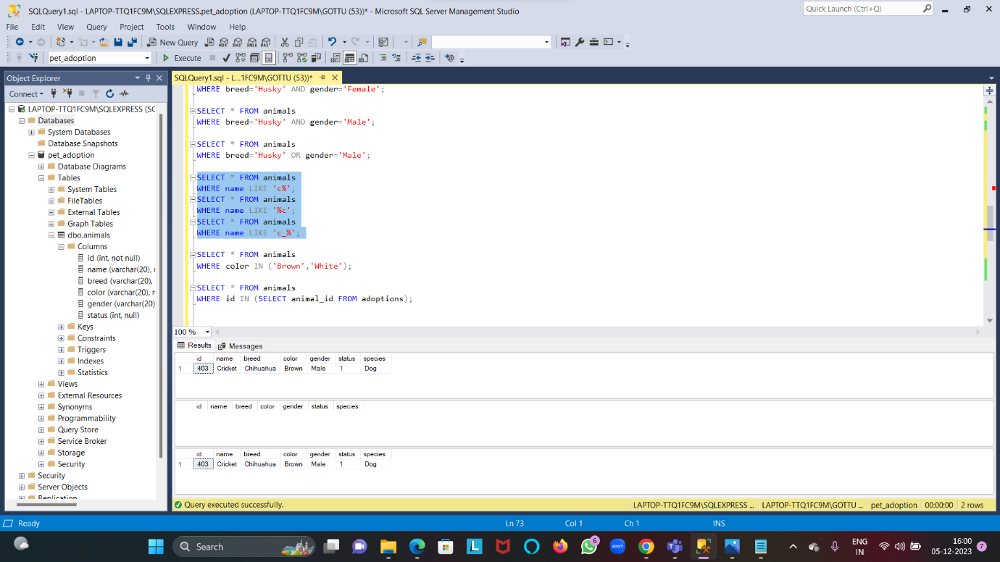 SQLQuery1.sql - LAPTOP-TTQ1FC9M\SQLEXPRESS.pet_adoption (LAPTOP-TTQ1FC9M\GOTTU (53))* - Microsoft SQL Server Management Studio
Quick Launch (Ctrl+Q)
File Edit View Query Project Tools Window Help
New Query
pet_adoption
Execute
Object Explorer
Connect
LAPTOP-TTQ1FC9M\SQLEXPRESS (SC
Databases
System Databases
Database Snapshots
pet_adoption
Database Diagrams
Tables
System Tables
FileTables
External Tables
Graph Tables
dbo.animals
Columns
id (int, not null)
name (varchar(20),
breed (varchar(20),
color (varchar(20),
gender (varchar(20)
status (int, null)
Keys
Constraints
Triggers
Indexes
Statistics
Views
External Resources
Synonyms
Programmability
Query Store
Service Broker
Storage
Security
Security
Server Objects
Replication
SQLQuery1.sql - L...1FC9M\GOTTU (53))*
WHERE breed='Husky' AND gender='Female';
SELECT * FROM animals
WHERE breed='Husky' AND gender='Male';
SELECT * FROM animals
WHERE breed='Husky' OR gender='Male';
SELECT * FROM animals
WHERE name LIKE 'c%';
SELECT * FROM animals
WHERE name LIKE '%c';
SELECT * FROM animals
WHERE name LIKE 'c_%';
SELECT * FROM animals
WHERE color IN ('Brown','White');
SELECT * FROM animals
WHERE id IN (SELECT animal_id FROM adoptions);
100 %
Results Messages
id name breed color gender status species
1 403 Cricket Chihuahua Brown Male 1 Dog
id name breed color gender status species
id name breed color gender status species
1 403 Cricket Chihuahua Brown Male 1 Dog
Query executed successfully.
LAPTOP-TTQ1FC9M\SQLEXPRESS ... LAPTOP-TTQ1FC9M\GOTTU ... pet_adoption 00:00:00 2 rows
Ready
Ln 73 Col 1 Ch 1 INS
Search
6
zoom
ENG
IN
16:00
05-12-2023
7